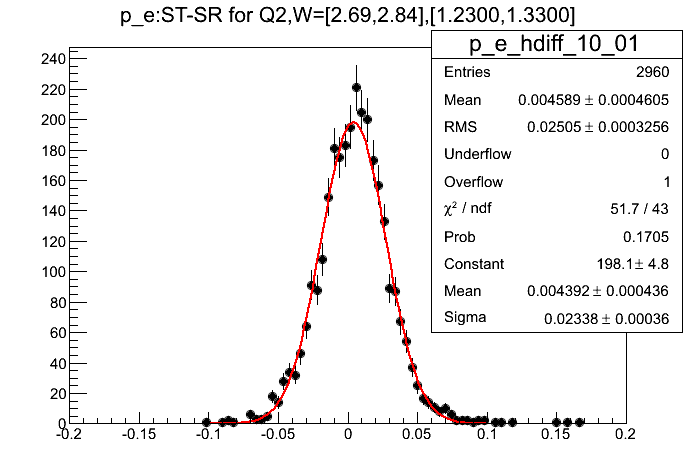 p_e:ST-SR for Q2,W=[2.69,2.84],[1.2300,1.3300]
p_e_hdiff_10_01
Entries 2960
Mean 0.004589 ± 0.0004605
RMS 0.02505 ± 0.0003256
Underflow 0
Overflow 1
χ² / ndf 51.7 / 43
Prob 0.1705
Constant 198.1 ± 4.8
Mean 0.004392 ± 0.000436
Sigma 0.02338 ± 0.00036
240
220
200
180
160
140
120
100
80
60
40
20
0
-0.2 -0.15 -0.1 -0.05 0 0.05 0.1 0.15 0.2